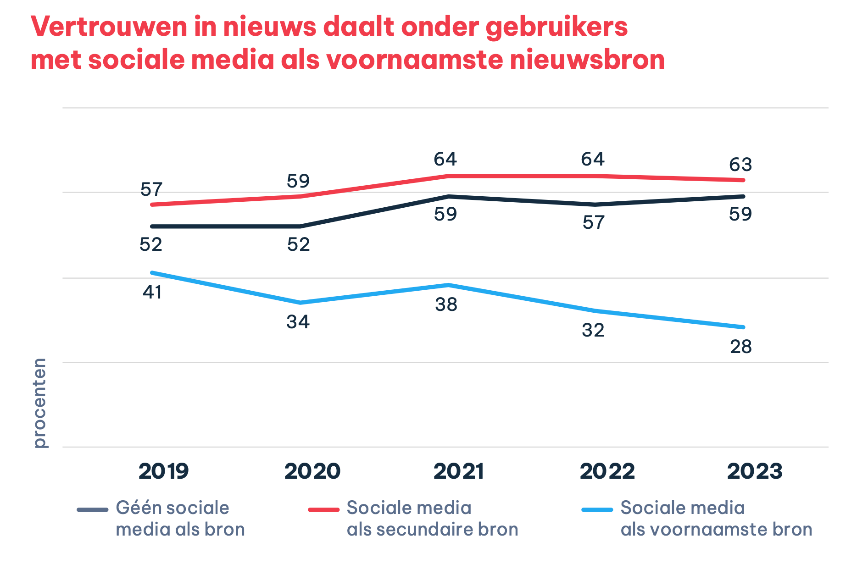 Vertrouwen in nieuws daalt onder gebruikers
met sociale media als voornaamste nieuwsbron
57
59
64
64
63
52
52
59
57
59
41
34
38
32
28
procenten
2019
2020
2021
2022
2023
Géén sociale
media als bron
Sociale media
als secundaire bron
Sociale media
als voornaamste bron